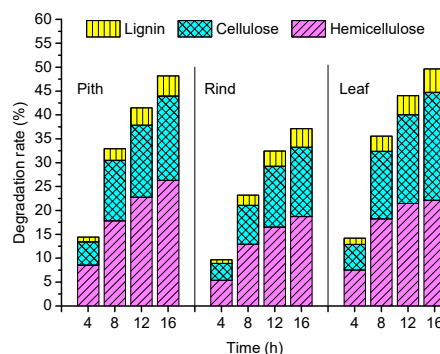 60
55
50
45
40
35
30
25
20
15
10
5
0
Degradation rate (%)
Lignin Cellulose Hemicellulose
Pith Rind Leaf
4 8 12 16 4 8 12 16 4 8 12 16
Time (h)